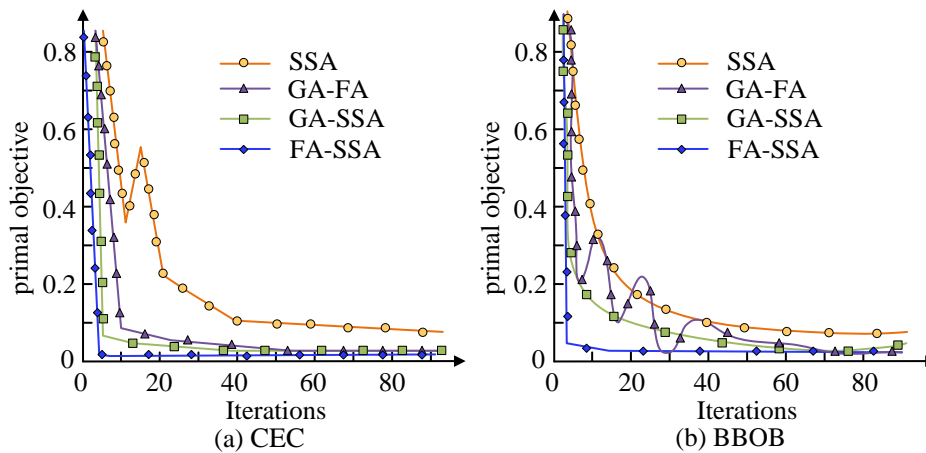 primal objective
0.8
0.6
0.4
0.2
0
0 20 40 60 80
Iterations
(a) CEC
SSA
GA-FA
GA-SSA
FA-SSA
primal objective
0.8
0.6
0.4
0.2
0
0 20 40 60 80
Iterations
(b) BBOB
SSA
GA-FA
GA-SSA
FA-SSA